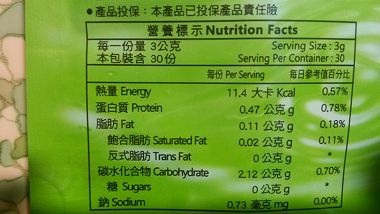 ●產品投保：本產品已投保產品責任險
營養標示 Nutrition Facts
每一份量 3公克 Serving Size : 3g
本包裝含 30份 Serving Per Container : 30
每份 Per Serving 每日參考值百分比
熱量 Energy 11.4 大卡 Kcal 0.57%
蛋白質 Protein 0.47 公克 g 0.78%
脂肪 Fat 0.11 公克 g 0.18%
飽合脂肪 Saturated Fat 0.02 公克 g 0.11%
反式脂肪 Trans Fat 0 公克 g *
碳水化合物 Carbohydrate 2.12 公克 g 0.70%
糖 Sugars 0 公克 g *
鈉 Sodium 0.73 毫克 mg 0.00%